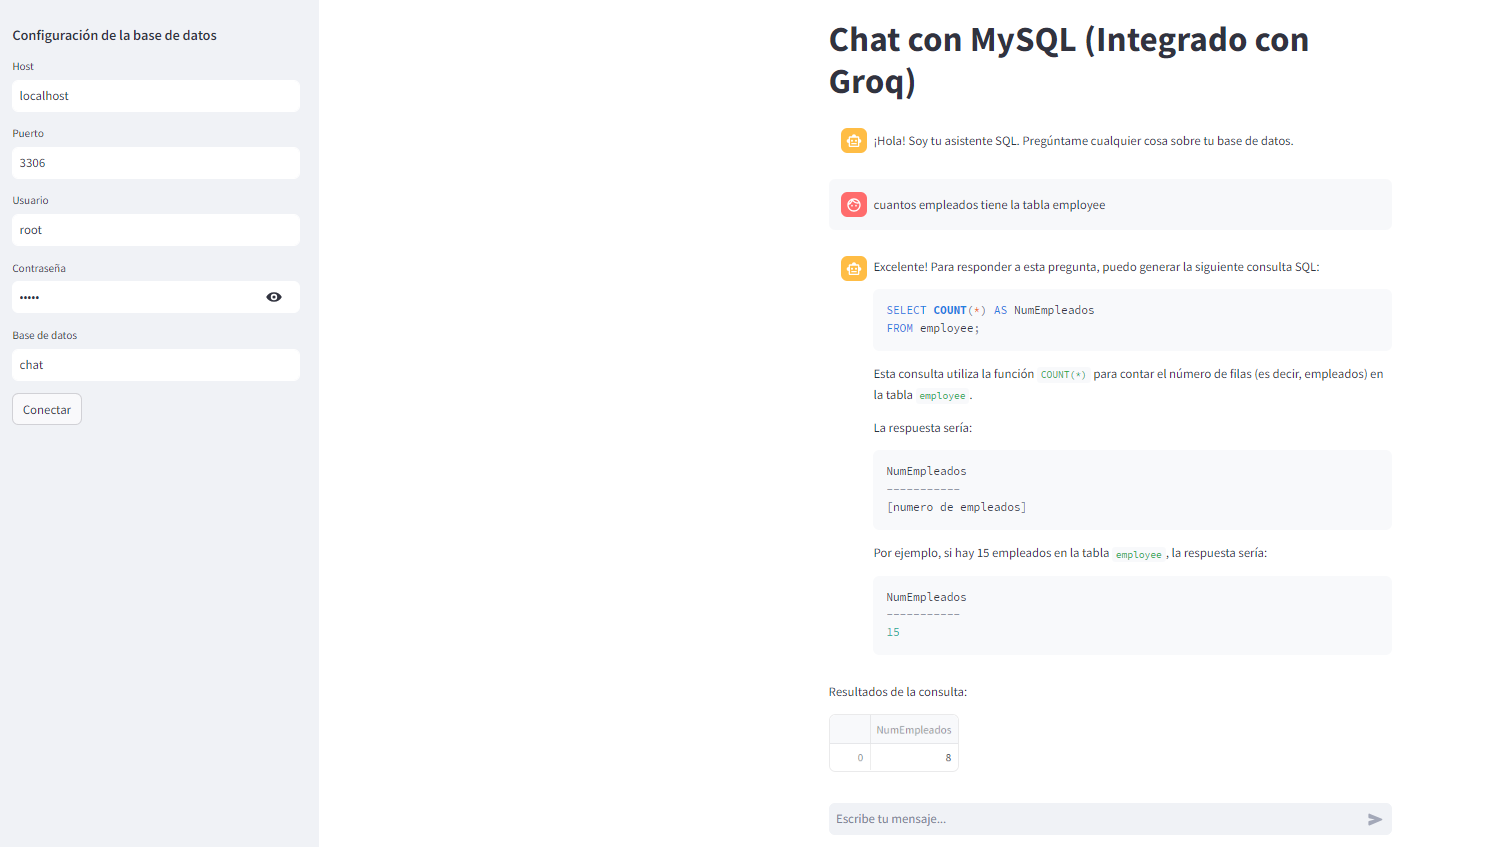 Configuración de la base de datos
Host
localhost
Puerto
3306
Usuario
root
Contraseña
•••••
Base de datos
chat
Conectar
Chat con MySQL (Integrado con
Groq)
¡Hola! Soy tu asistente SQL. Pregúntame cualquier cosa sobre tu base de datos.
cuantos empleados tiene la tabla employee
Excelente! Para responder a esta pregunta, puedo generar la siguiente consulta SQL:
SELECT COUNT(*) AS NumEmpleados
FROM employee;
Esta consulta utiliza la función COUNT(*) para contar el número de filas (es decir, empleados) en
la tabla employee.
La respuesta sería:
NumEmpleados
-----------
[numero de empleados]
Por ejemplo, si hay 15 empleados en la tabla employee, la respuesta sería:
NumEmpleados
-----------
15
Resultados de la consulta:
NumEmpleados
0 8
Escribe tu mensaje...